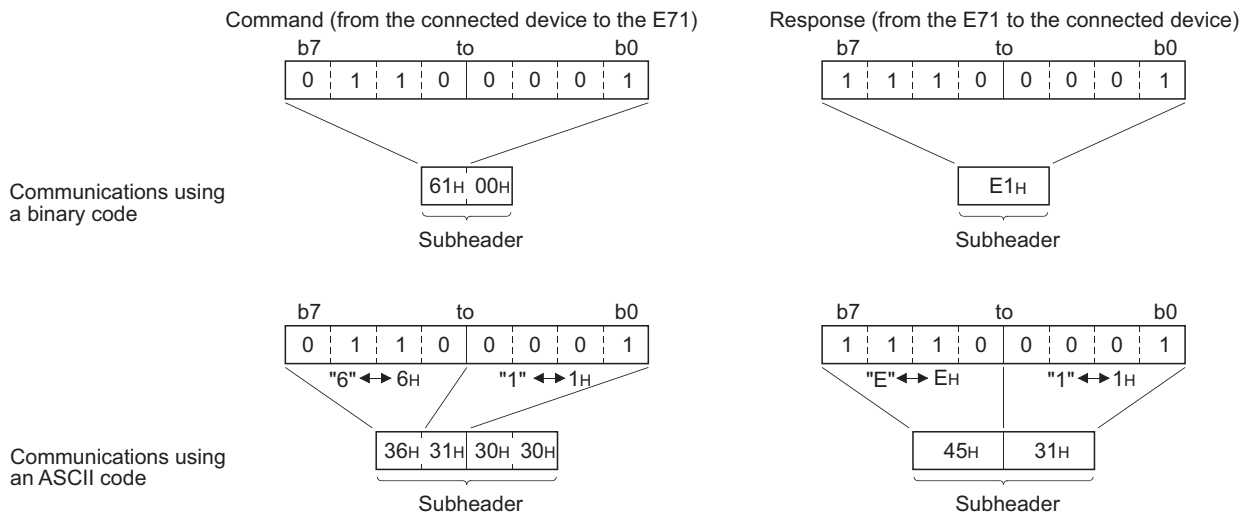 Command (from the connected device to the E71)
b7 to b0
0 1 1 0 0 0 0 1
61H 00H
Subheader
Response (from the E71 to the connected device)
b7 to b0
1 1 1 0 0 0 0 1
E1H
Subheader
Communications using
a binary code
b7 to b0
0 1 1 0 0 0 0 1
"6" ↔ 6H "1" ↔ 1H
36H 31H 30H 30H
Subheader
b7 to b0
1 1 1 0 0 0 0 1
"E" ↔ EH "1" ↔ 1H
45H 31H
Subheader
Communications using
an ASCII code